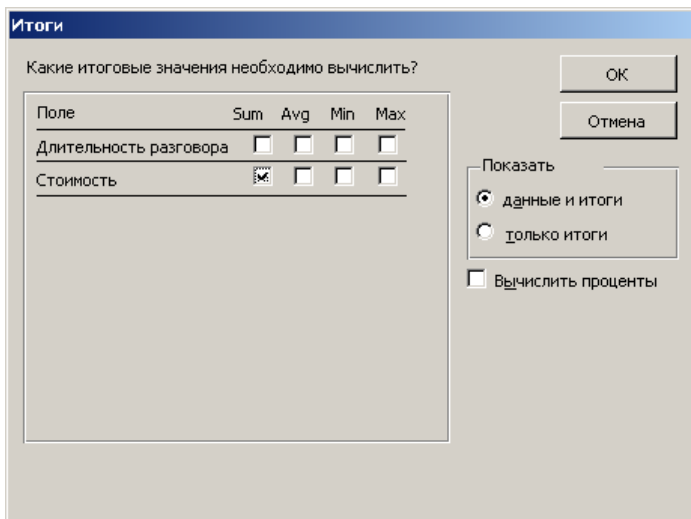 Итоги
Какие итоговые значения необходимо вычислить?
ОК
Поле Sum Avg Min Max
Отмена
Длительность разговора
Показать
Стоимость
данные и итоги
только итоги
Вычислить проценты